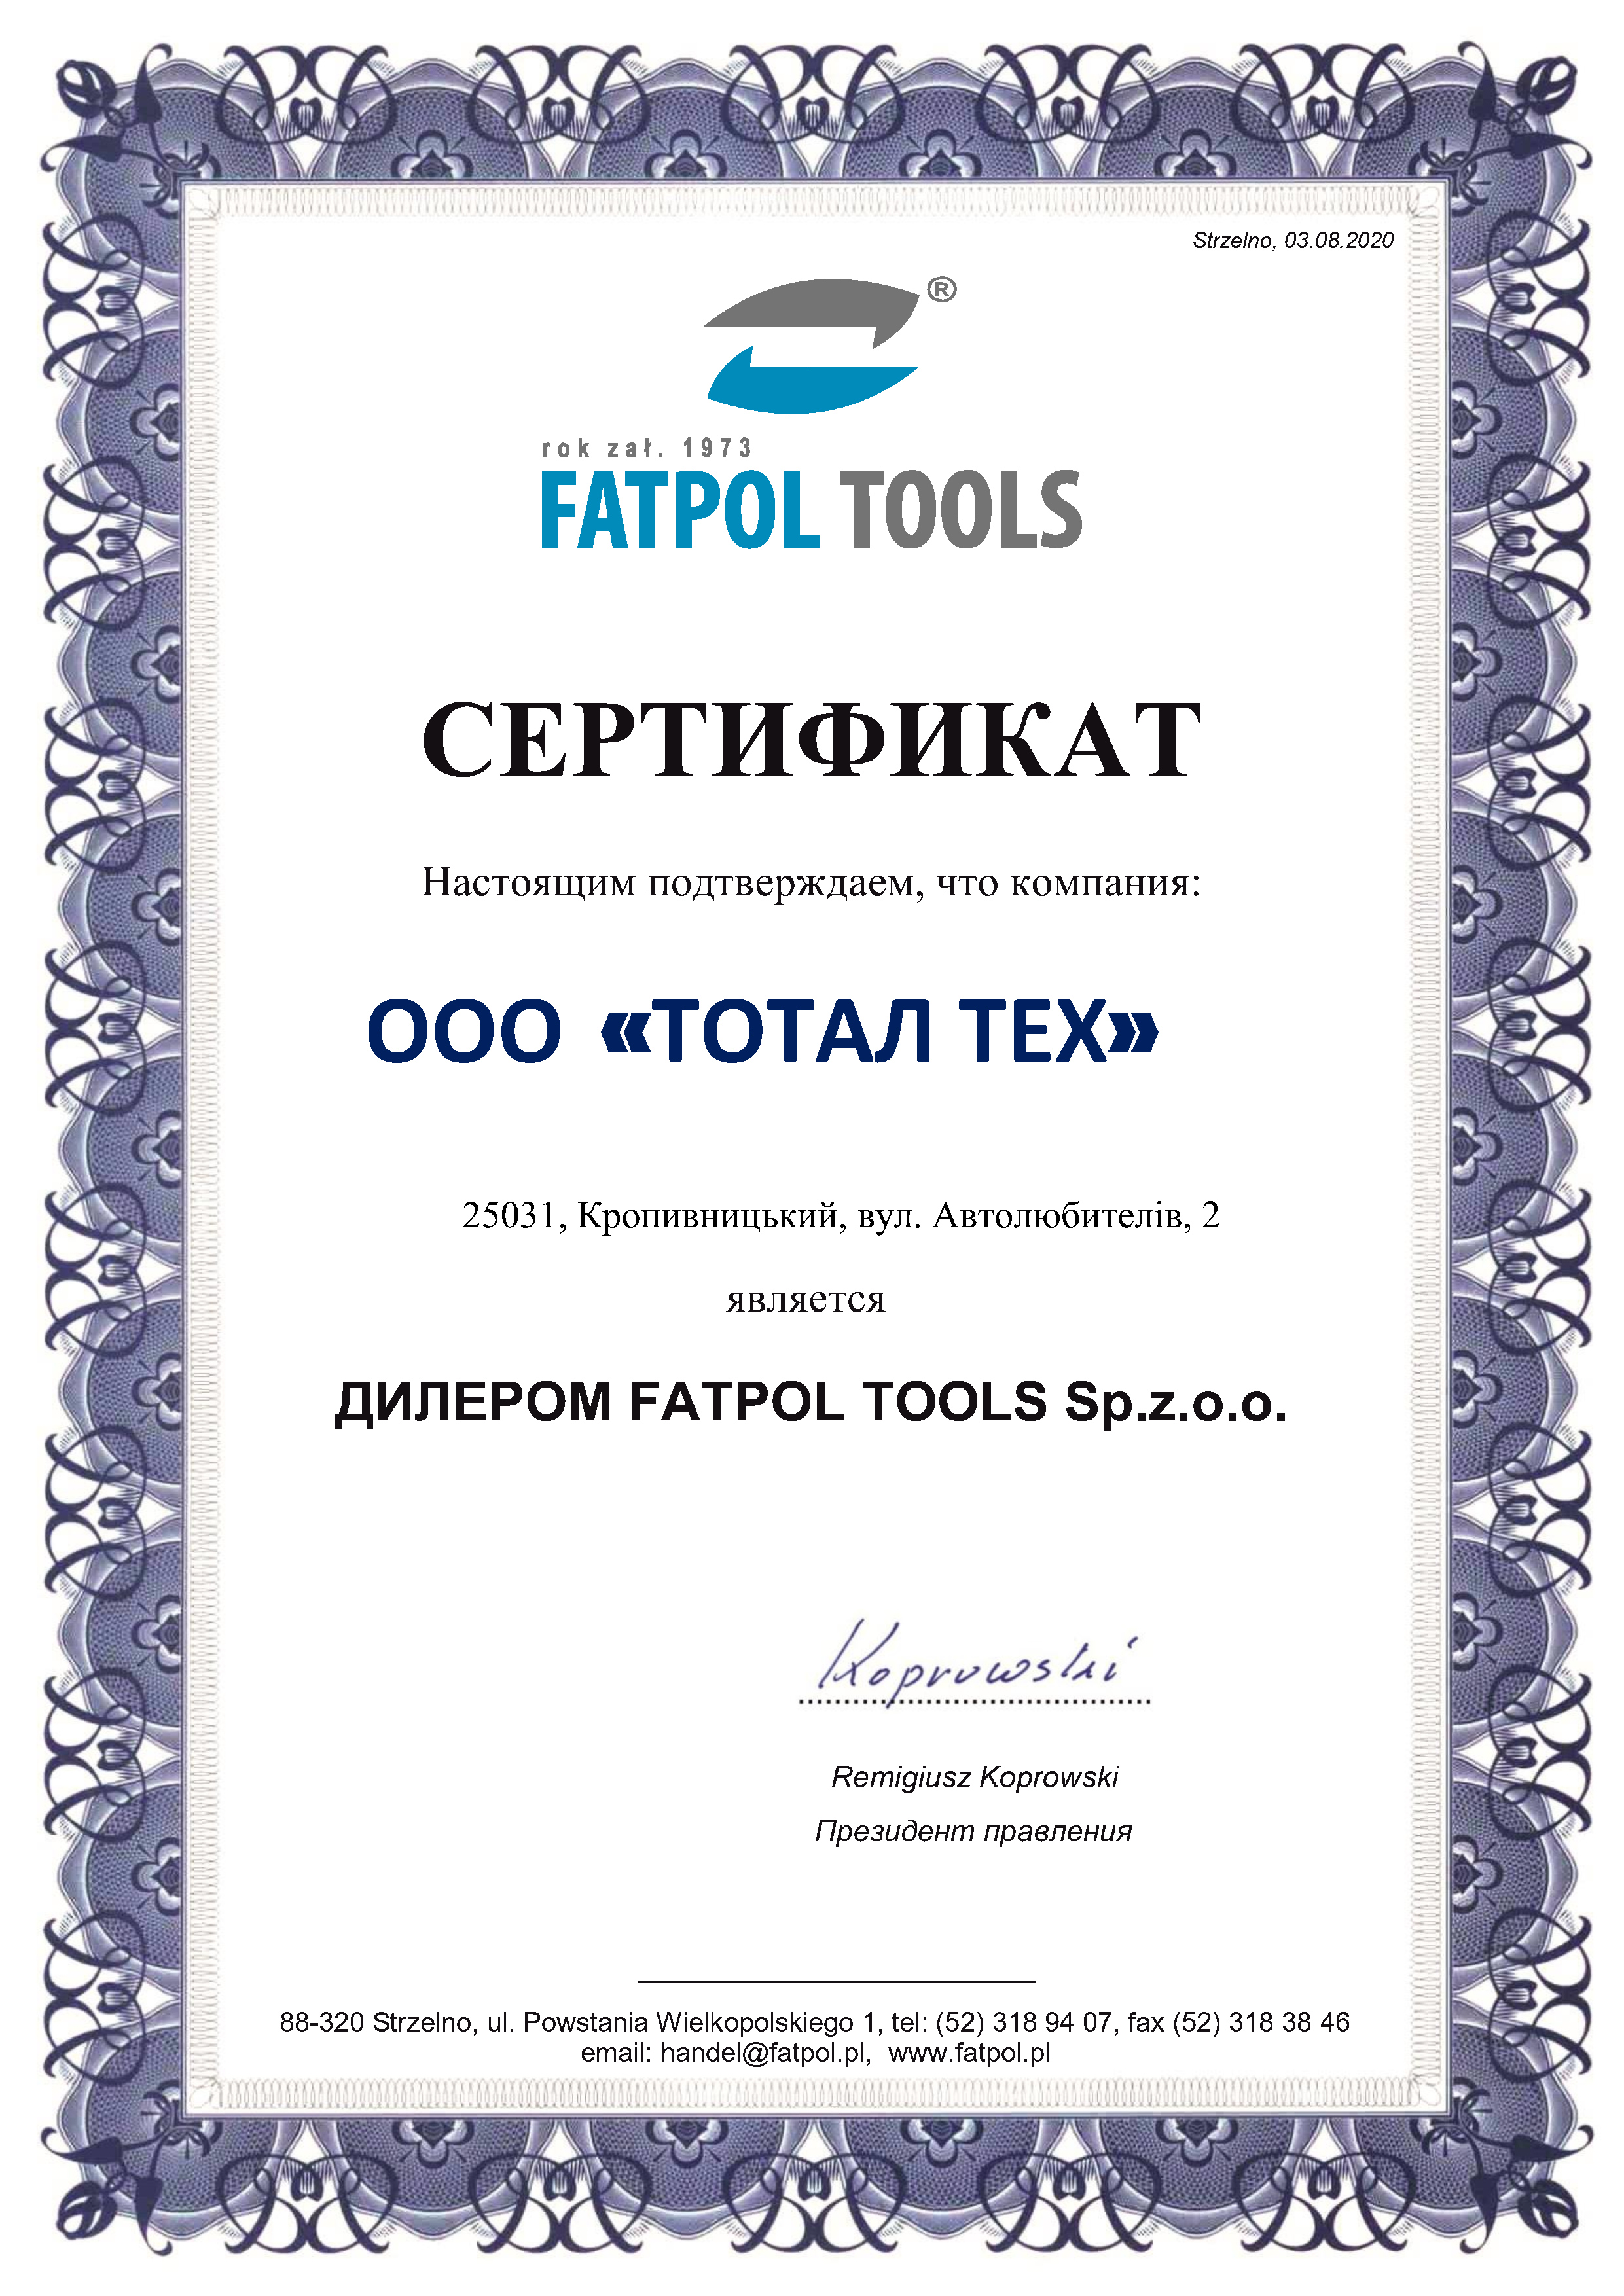 Strzelno, 03.08.2020
®
rok zał. 1973
FATPOL TOOLS
СЕРТИФИКАТ
Настоящим подтверждаем, что компания:
ООО «ТОТАЛ ТЕХ»
25031, Кропивницький, вул. Автолюбителів, 2
является
ДИЛЕРОМ FATPOL TOOLS Sp.z.o.o.
Koprowski
Remigiusz Koprowski
Президент правления
88-320 Strzelno, ul. Powstania Wielkopolskiego 1, tel: (52) 318 94 07, fax (52) 318 38 46
email: handel@fatpol.pl, www.fatpol.pl